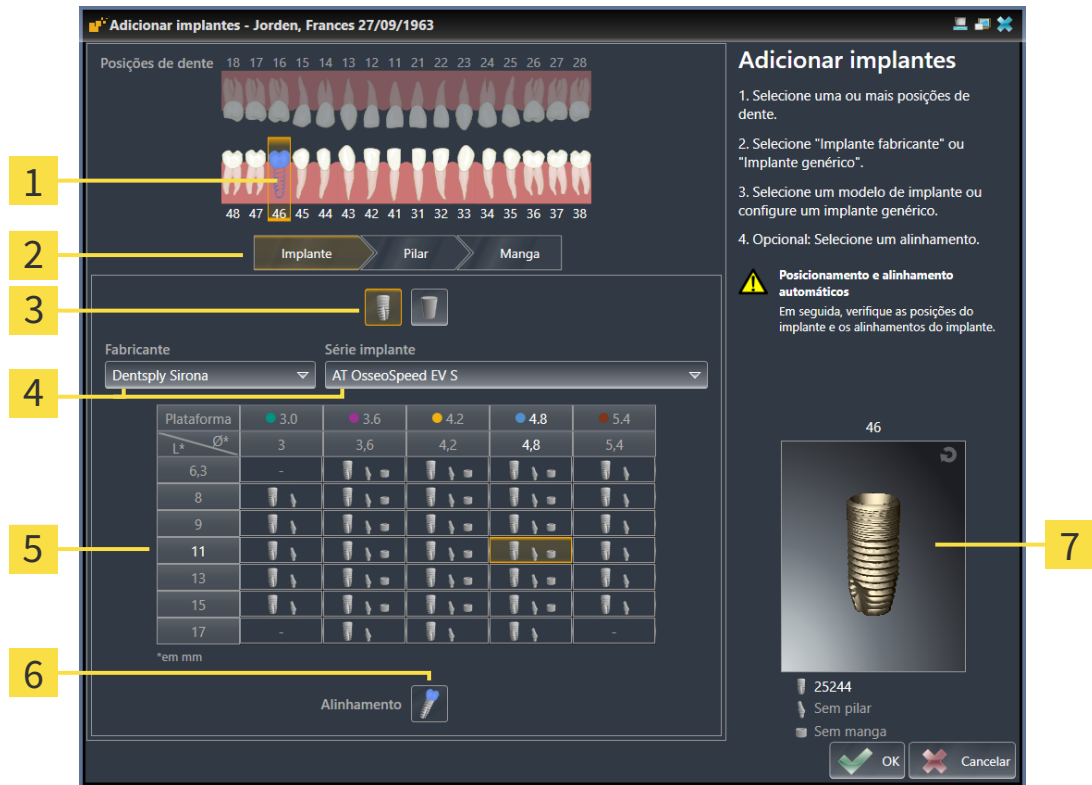 Adicionar implantes - Jorden, Frances 27/09/1963
Posições de dente 18 17 16 15 14 13 12 11 21 22 23 24 25 26 27 28
1
48 47 46 45 44 43 42 41 31 32 33 34 35 36 37 38
2
Implante Pilar Manga
3
Fabricante Série implante
4
Dentsply Sirona AT OsseoSpeed EV S
Plataforma 3.0 3.6 4.2 4.8 5.4
L* Ø* 3 3,6 4,2 4,8 5,4
6,3 -
8
9
5
11
13
15
17 - -
*em mm
6
Alinhamento
Adicionar implantes
1. Selecione uma ou mais posições de
dente.
2. Selecione "Implante fabricante" ou
"Implante genérico".
3. Selecione um modelo de implante ou
configure um implante genérico.
4. Opcional: Selecione um alinhamento.
Posicionamento e alinhamento
automáticos
Em seguida, verifique as posições do
implante e os alinhamentos do implante.
46
7
25244
Sem pilar
Sem manga
OK Cancelar